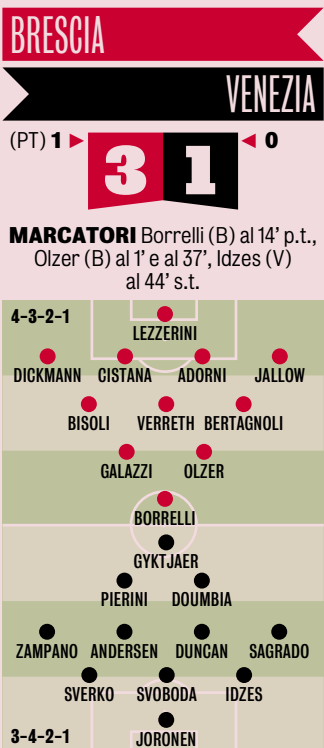 BRESCIA
VENEZIA
(PT) 1 ▶ 3 1 ◀ 0
MARCATORI Borrelli (B) al 14' p.t.,
Olzer (B) al 1' e al 37', Idzes (V)
al 44' s.t.
4-3-2-1
LEZZERINI
DICKMANN CISTANA ADORNI JALLOW
BISOLI VERRETH BERTAGNOLI
GALAZZI OLZER
BORRELLI
GYKTJAER
PIERINI DOUMBIA
ZAMPANO ANDERSEN DUNCAN SAGRADO
SVERKO SVOBODA IDZES
3-4-2-1 JORONEN